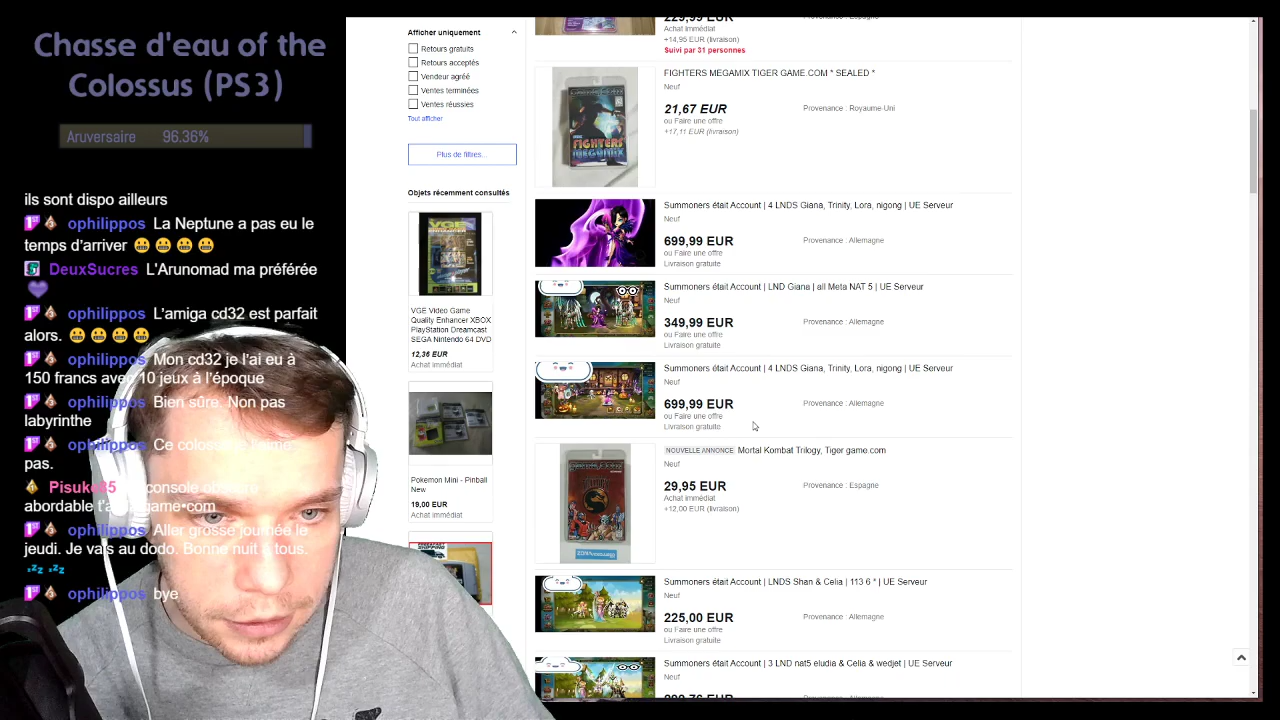 Chasse d'eau of the
Colossus (PS3)
Aruversaire 96.36%
ils sont dispo ailleurs
ophilippos La Neptune a pas eu le
temps d'arriver
DeuxSucres L'Arunomad ma préférée
ophilippos L'amiga cd32 est parfait
alors.
ophilippos Mon cd32 je l'ai eu à
ophilippos Bien sûre. Non pas
ophilippos Ce colosse
Pisuke85
ophilippos Aller grosse journée le
jeudi. Je vais au dodo. Bonne nuit à tous.
ophilippos bye
Afficher uniquement
Retours gratuits
Retours acceptés
Vendeur agréé
Ventes terminées
Ventes réussies
Tout afficher
Plus de filtres...
Objets récemment consultés
VGE Video Game
Quality Enhancer XBOX
PlayStation Dreamcast
SEGA Nintendo 64 DVD
12,36 EUR
Achat immédiat
Pokemon Mini - Pinball
New
19,00 EUR
Achat immédiat
229,99 EUR
Provenance : Espagne
Achat immédiat
+14,95 EUR (livraison)
Suivi par 31 personnes
FIGHTERS MEGAMIX TIGER GAME.COM * SEALED *
Neuf
21,67 EUR
Provenance : Royaume-Uni
ou Faire une offre
+17,11 EUR (livraison)
FIGHTERS
MEGAMIX
Summoners était Account | 4 LNDS Giana, Trinity, Lora, nigong | UE Serveur
Neuf
699,99 EUR
Provenance : Allemagne
ou Faire une offre
Livraison gratuite
Summoners était Account | LND Giana | all Meta NAT 5 | UE Serveur
Neuf
349,99 EUR
Provenance : Allemagne
ou Faire une offre
Livraison gratuite
Summoners était Account | 4 LNDS Giana, Trinity, Lora, nigong | UE Serveur
Neuf
699,99 EUR
Provenance : Allemagne
ou Faire une offre
Livraison gratuite
NOUVELLE ANNONCE Mortal Kombat Trilogy, Tiger game.com
Neuf
29,95 EUR
Provenance : Espagne
Achat immédiat
+12,00 EUR (livraison)
Summoners était Account | LNDS Shan & Celia | 113 6 * | UE Serveur
Neuf
225,00 EUR
Provenance : Allemagne
ou Faire une offre
Livraison gratuite
Summoners était Account | 3 LND nat5 eludia & Celia & wedjet | UE Serveur
Neuf